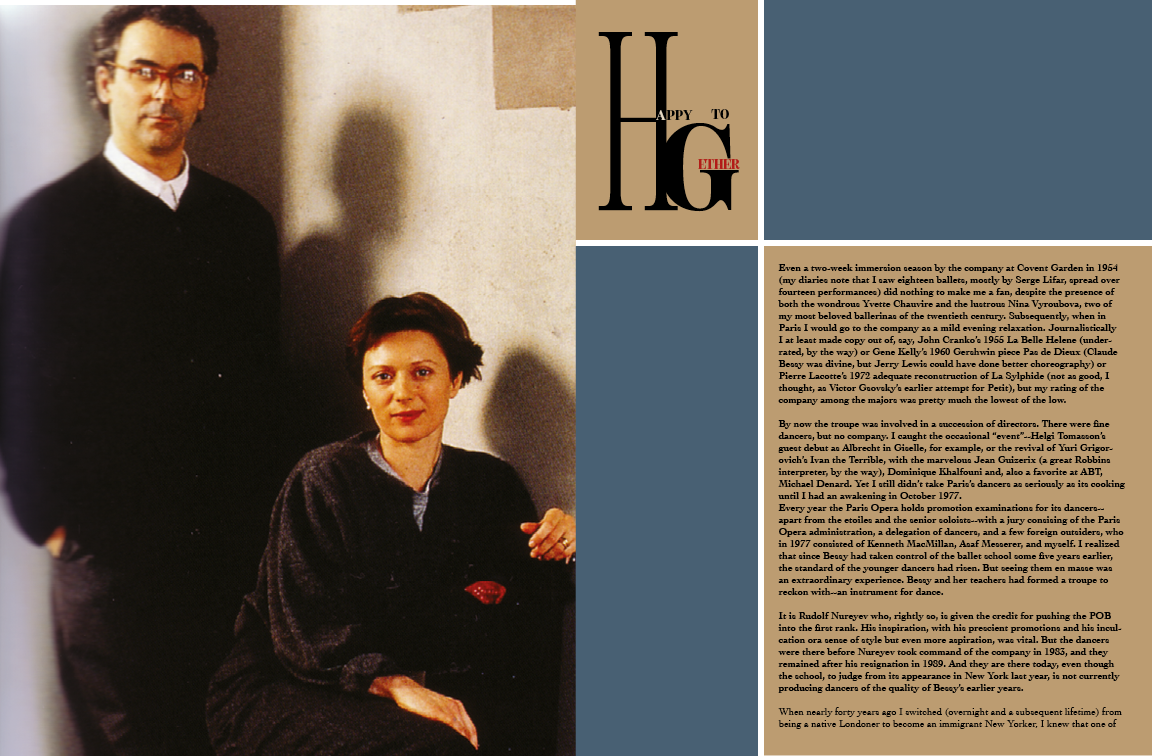 HAPPY TO
GETHER
Even a two-week immersion season by the company at Covent Garden in 1954
(my diaries note that I saw eighteen ballets, mostly by Serge Lifar, spread over
fourteen performances) did nothing to make me a fan, despite the presence of
both the wondrous Yvette Chauvire and the lustrous Nina Vyroubova, two of
my most beloved ballerinas of the twentieth century. Subsequently, when in
Paris I would go to the company as a mild evening relaxation. Journalistically
I at least made copy out of, say, John Cranko's 1955 La Belle Helene (under-
rated, by the way) or Gene Kelly's 1960 Gershwin piece Pas de Dieux (Claude
Bessy was divine, but Jerry Lewis could have done better choreography) or
Pierre Lacotte's 1972 adequate reconstruction of La Sylphide (not as good, I
thought, as Victor Gsovsky's earlier attempt for Petit), but my rating of the
company among the majors was pretty much the lowest of the low.
By now the troupe was involved in a succession of directors. There were fine
dancers, but no company. I caught the occasional “event”--Helgi Tomasson's
guest debut as Albrecht in Giselle, for example, or the revival of Yuri Grigor-
ovich's Ivan the Terrible, with the marvelous Jean Guizerix (a great Robbins
interpreter, by the way), Dominique Khalfouni and, also a favorite at ABT,
Michael Denard. Yet I still didn't take Paris's dancers as seriously as its cooking
until I had an awakening in October 1977.
Every year the Paris Opera holds promotion examinations for its dancers--
apart from the etoiles and the senior soloists--with a jury consising of the Paris
Opera administration, a delegation of dancers, and a few foreign outsiders, who
in 1977 consisted of Kenneth MacMillan, Asaf Messerer, and myself. I realized
that since Bessy had taken control of the ballet school some five years earlier,
the standard of the younger dancers had risen. But seeing them en masse was
an extraordinary experience. Bessy and her teachers had formed a troupe to
reckon with--an instrument for dance.
It is Rudolf Nureyev who, rightly so, is given the credit for pushing the POB
into the first rank. His inspiration, with his prescient promotions and his incul-
cation ora sense of style but even more aspiration, was vital. But the dancers
were there before Nureyev took command of the company in 1983, and they
remained after his resignation in 1989. And they are there today, even though
the school, to judge from its appearance in New York last year, is not currently
producing dancers of the quality of Bessy's earlier years.
When nearly forty years ago I switched (overnight and a subsequent lifetime) from
being a native Londoner to become an immigrant New Yorker, I knew that one of